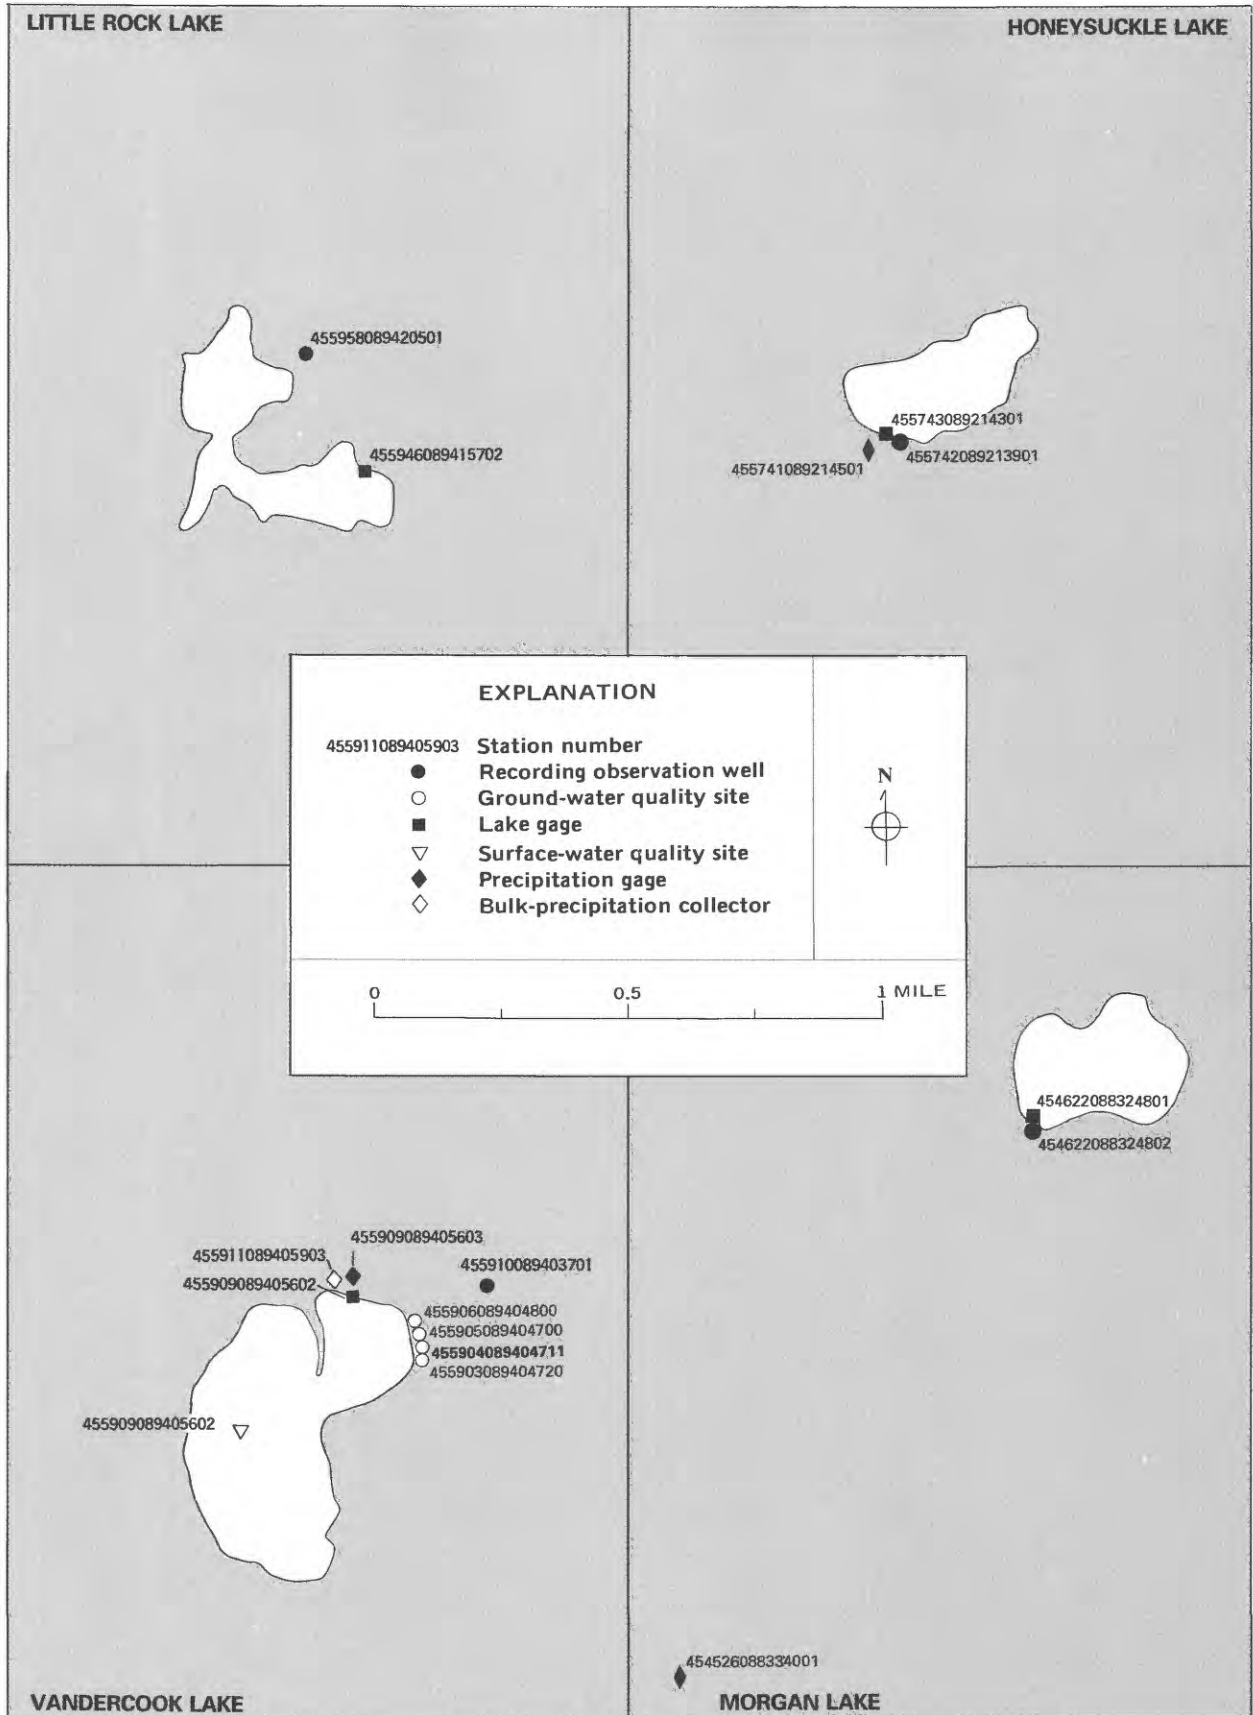 LITTLE ROCK LAKE
HONEYSUCKLE LAKE
455958089420501
455946089415702
455743089214301
455742089213901
455741089214501
EXPLANATION
455911089405903 Station number
Recording observation well
Ground-water quality site
Lake gage
Surface-water quality site
Precipitation gage
Bulk-precipitation collector
N
0 0.5 1 MILE
454622088324801
454622088324802
455909089405603
455911089405903
455910089403701
455909089405602
455906089404800
455905089404700
455904089404711
455903089404720
455909089405602
454526088334001
VANDERCOOK LAKE
MORGAN LAKE